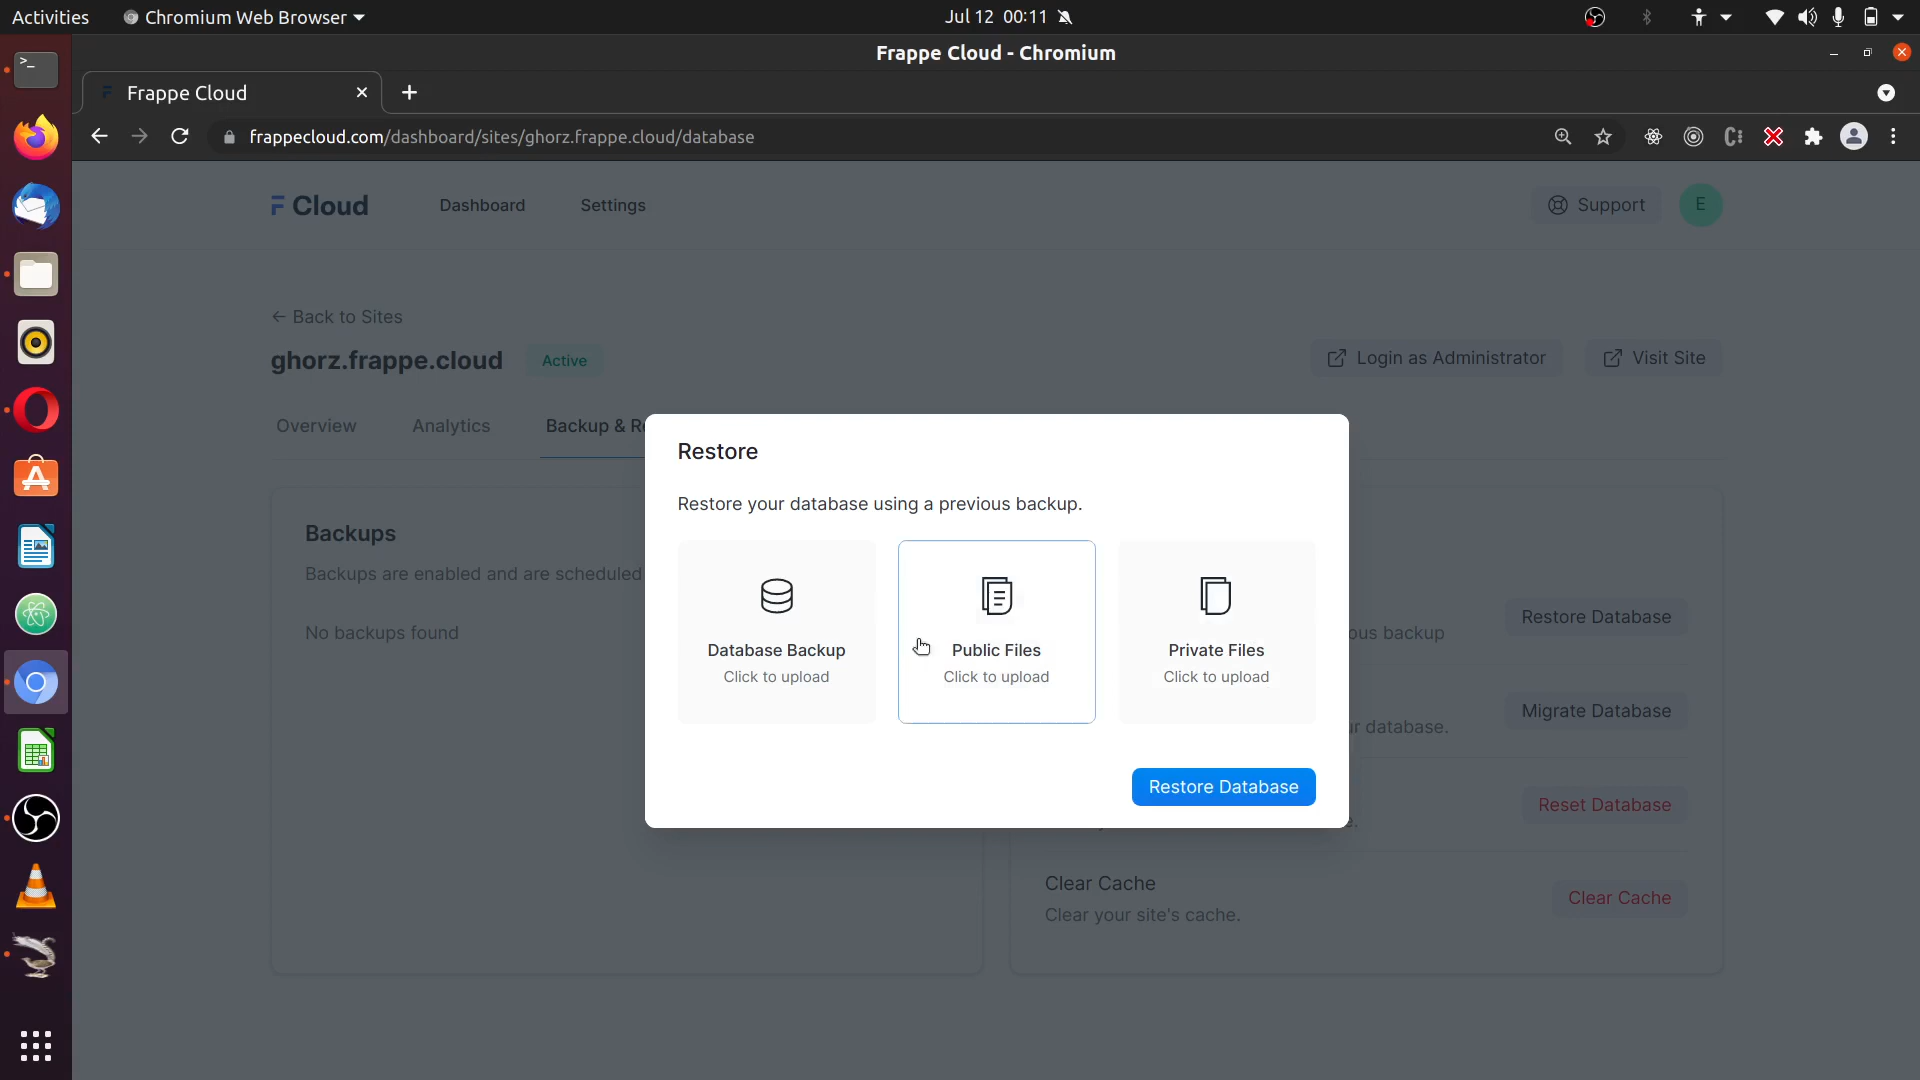 Activities
Chromium Web Browser
Jul 12 00:11
Frappe Cloud - Chromium
Frappe Cloud
frappecloud.com/dashboard/sites/ghorz.frappe.cloud/database
Cloud
Dashboard
Settings
Support
E
← Back to Sites
ghorz.frappe.cloud
Active
Login as Administrator
Visit Site
Overview
Analytics
Backup & R
Backups
Backups are enabled and are scheduled
No backups found
Restore
Restore your database using a previous backup.
Database Backup
Click to upload
Public Files
Click to upload
Private Files
Click to upload
Restore Database
ous backup
Restore Database
ur database.
Migrate Database
Reset Database
Clear Cache
Clear your site's cache.
Clear Cache